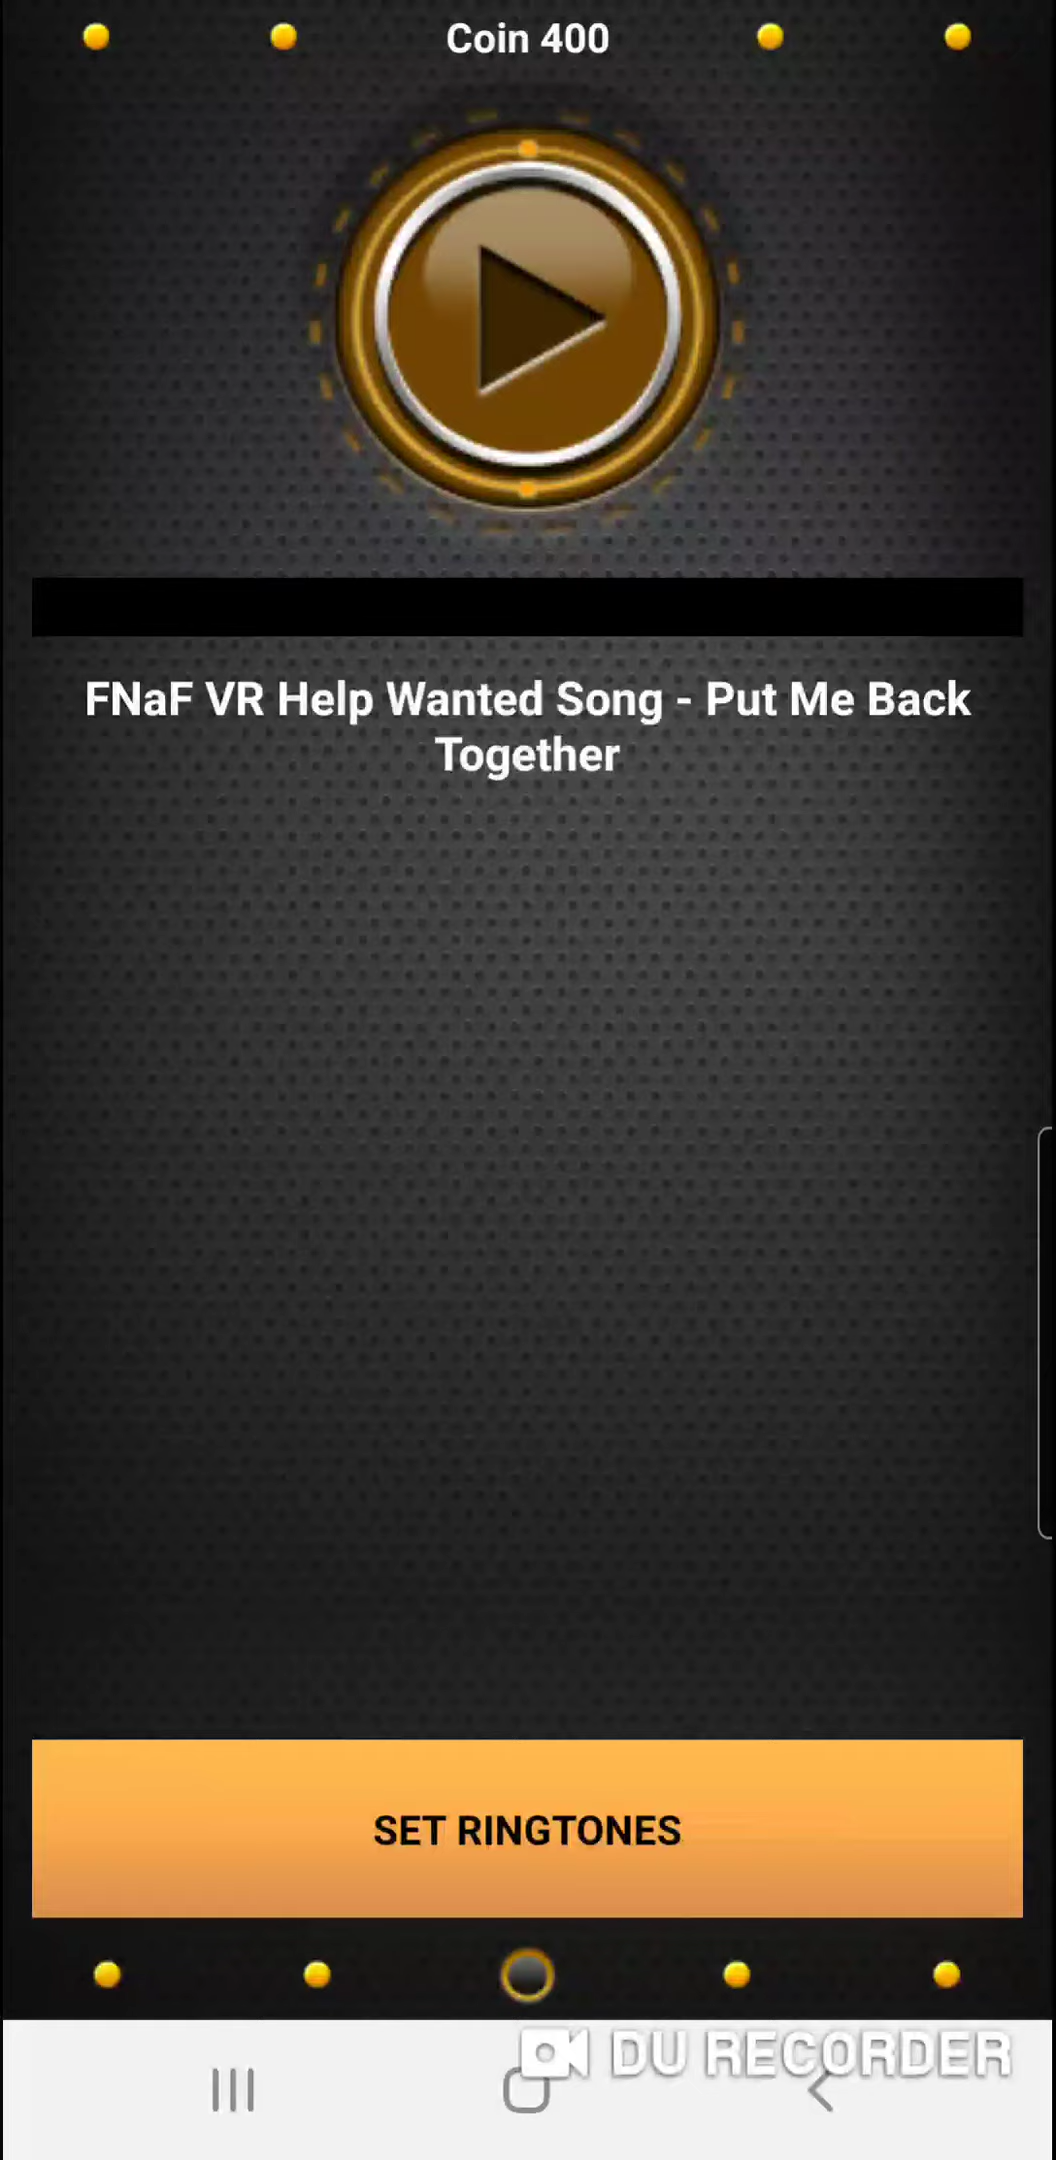 Coin 400
FNaF VR Help Wanted Song - Put Me Back
Together
SET RINGTONES
DU RECORDER